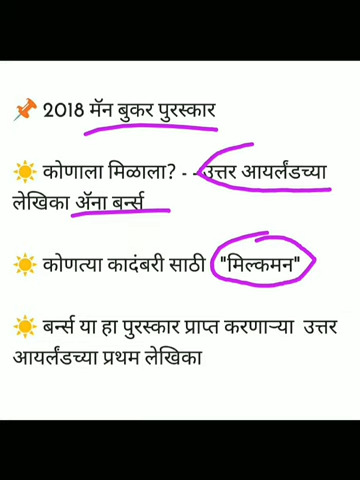 📌 2018 मॅन बुकर पुरस्कार
☀️ कोणाला मिळाला? - - उत्तर आयर्लंडच्या
लेखिका ॲना बर्न्स
☀️ कोणत्या कादंबरी साठी "मिल्कमन"
☀️ बर्न्स या हा पुरस्कार प्राप्त करणाऱ्या उत्तर
आयर्लंडच्या प्रथम लेखिका